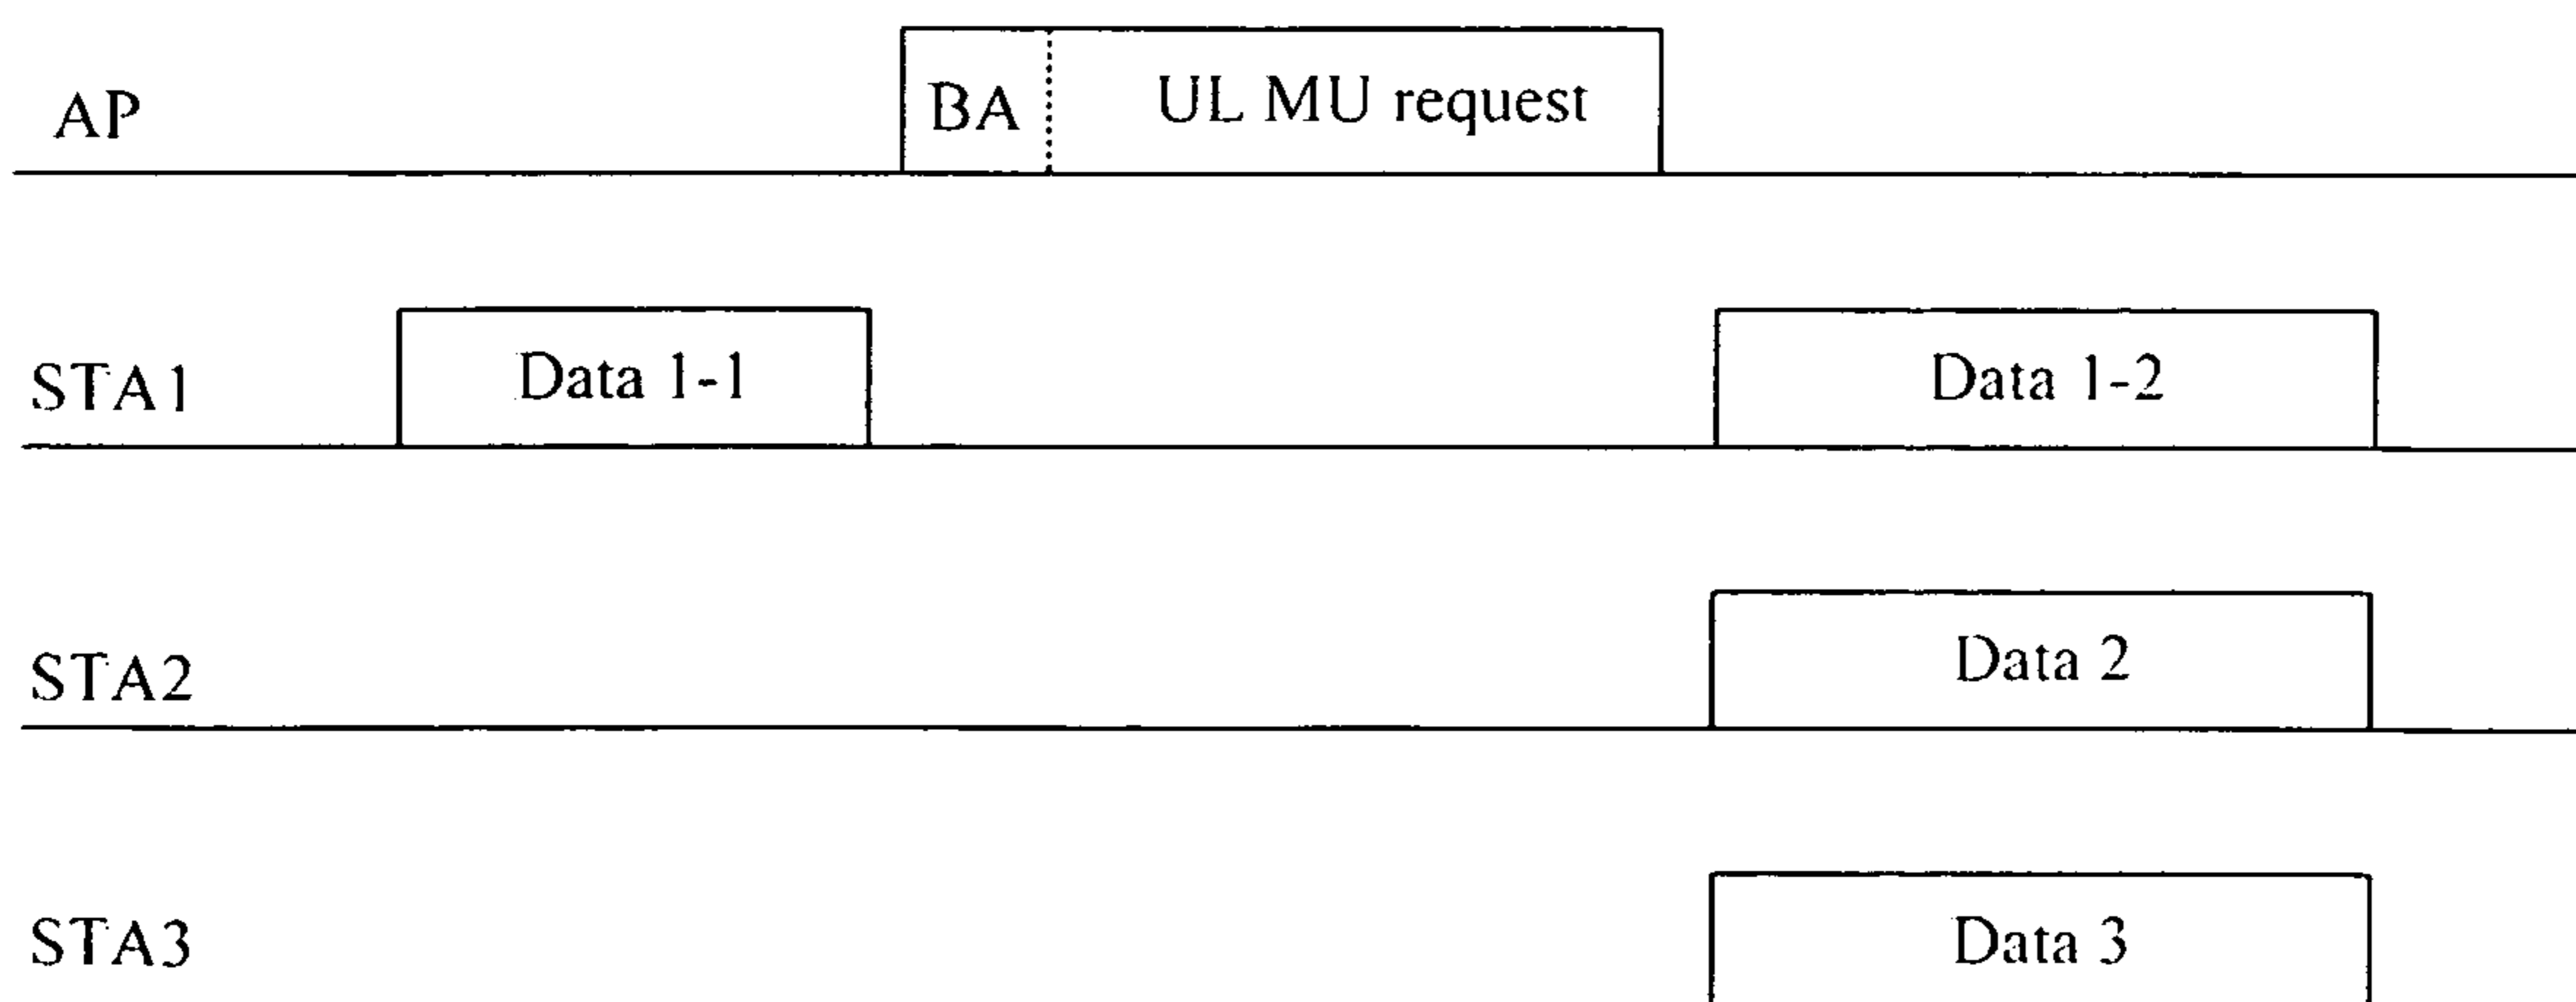 AP
BA
UL MU request
STA1
Data 1-1
Data 1-2
STA2
Data 2
STA3
Data 3